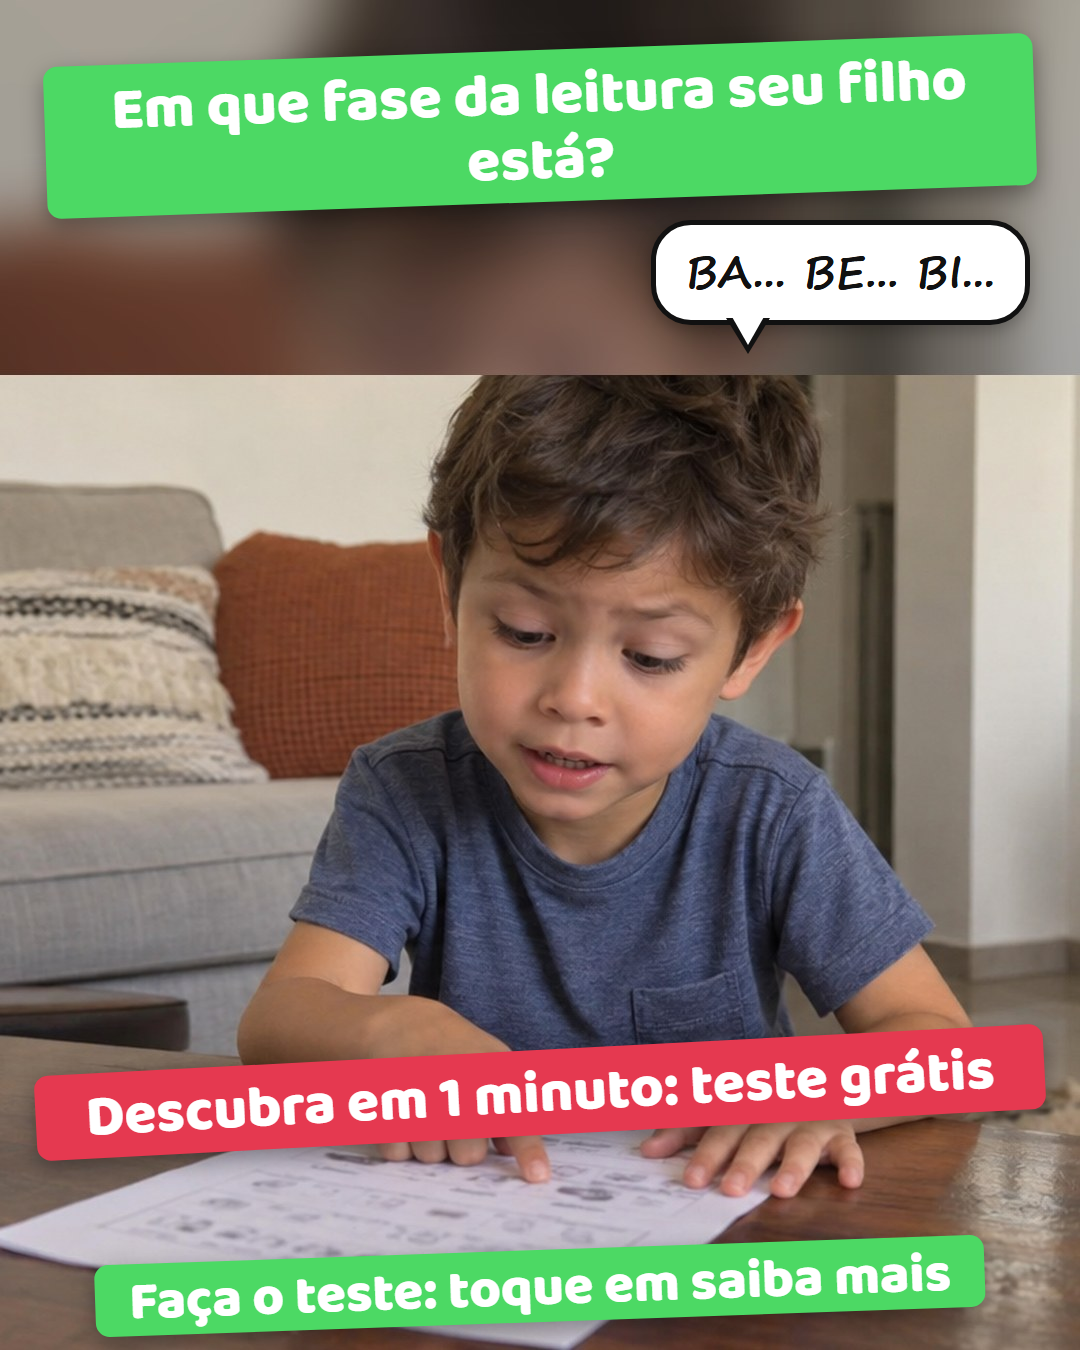 Em que fase da leitura seu filho
está?
BA... BE... BI...
Descubra em 1 minuto: teste grátis
Faça o teste: toque em saiba mais